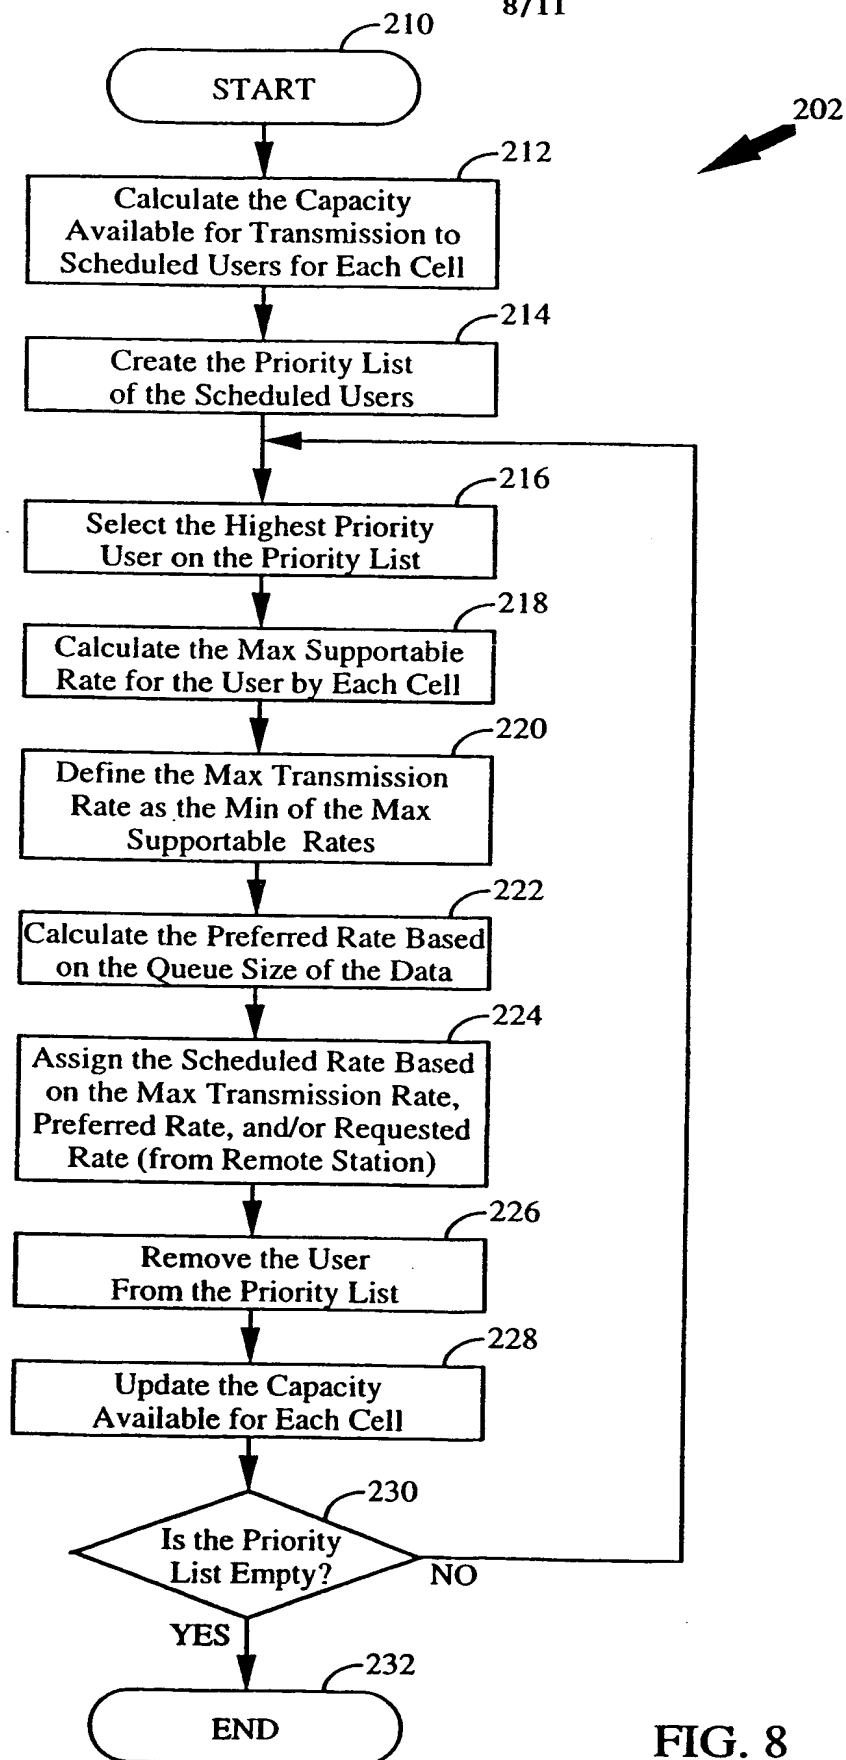 8/11
210
START
202
212
Calculate the Capacity
Available for Transmission to
Scheduled Users for Each Cell
214
Create the Priority List
of the Scheduled Users
216
Select the Highest Priority
User on the Priority List
218
Calculate the Max Supportable
Rate for the User by Each Cell
220
Define the Max Transmission
Rate as the Min of the Max
Supportable Rates
222
Calculate the Preferred Rate Based
on the Queue Size of the Data
224
Assign the Scheduled Rate Based
on the Max Transmission Rate,
Preferred Rate, and/or Requested
Rate (from Remote Station)
226
Remove the User
From the Priority List
228
Update the Capacity
Available for Each Cell
230
Is the Priority
List Empty?
NO
YES
232
END
FIG. 8